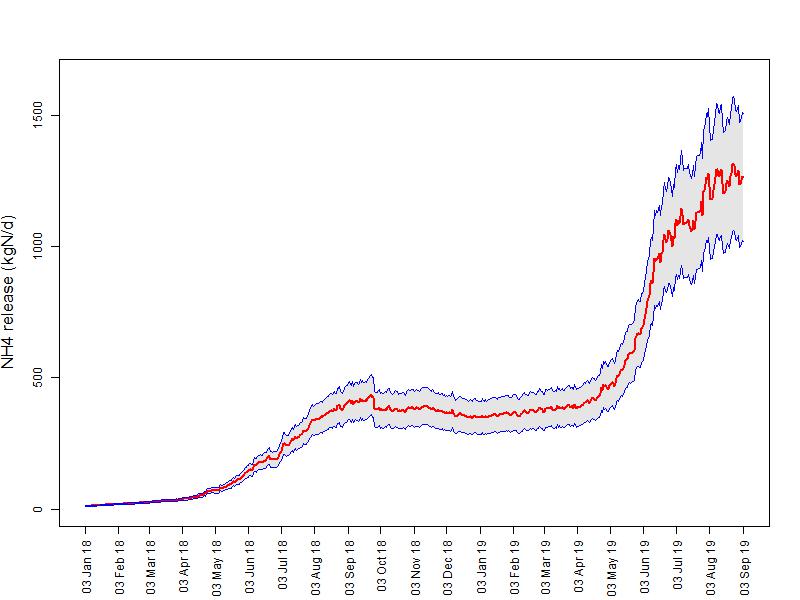 NH4 release (kgN/d)
1500
1000
500
0
03 Jan 18
03 Feb 18
03 Mar 18
03 Apr 18
03 May 18
03 Jun 18
03 Jul 18
03 Aug 18
03 Sep 18
03 Oct 18
03 Nov 18
03 Dec 18
03 Jan 19
03 Feb 19
03 Mar 19
03 Apr 19
03 May 19
03 Jun 19
03 Jul 19
03 Aug 19
03 Sep 19